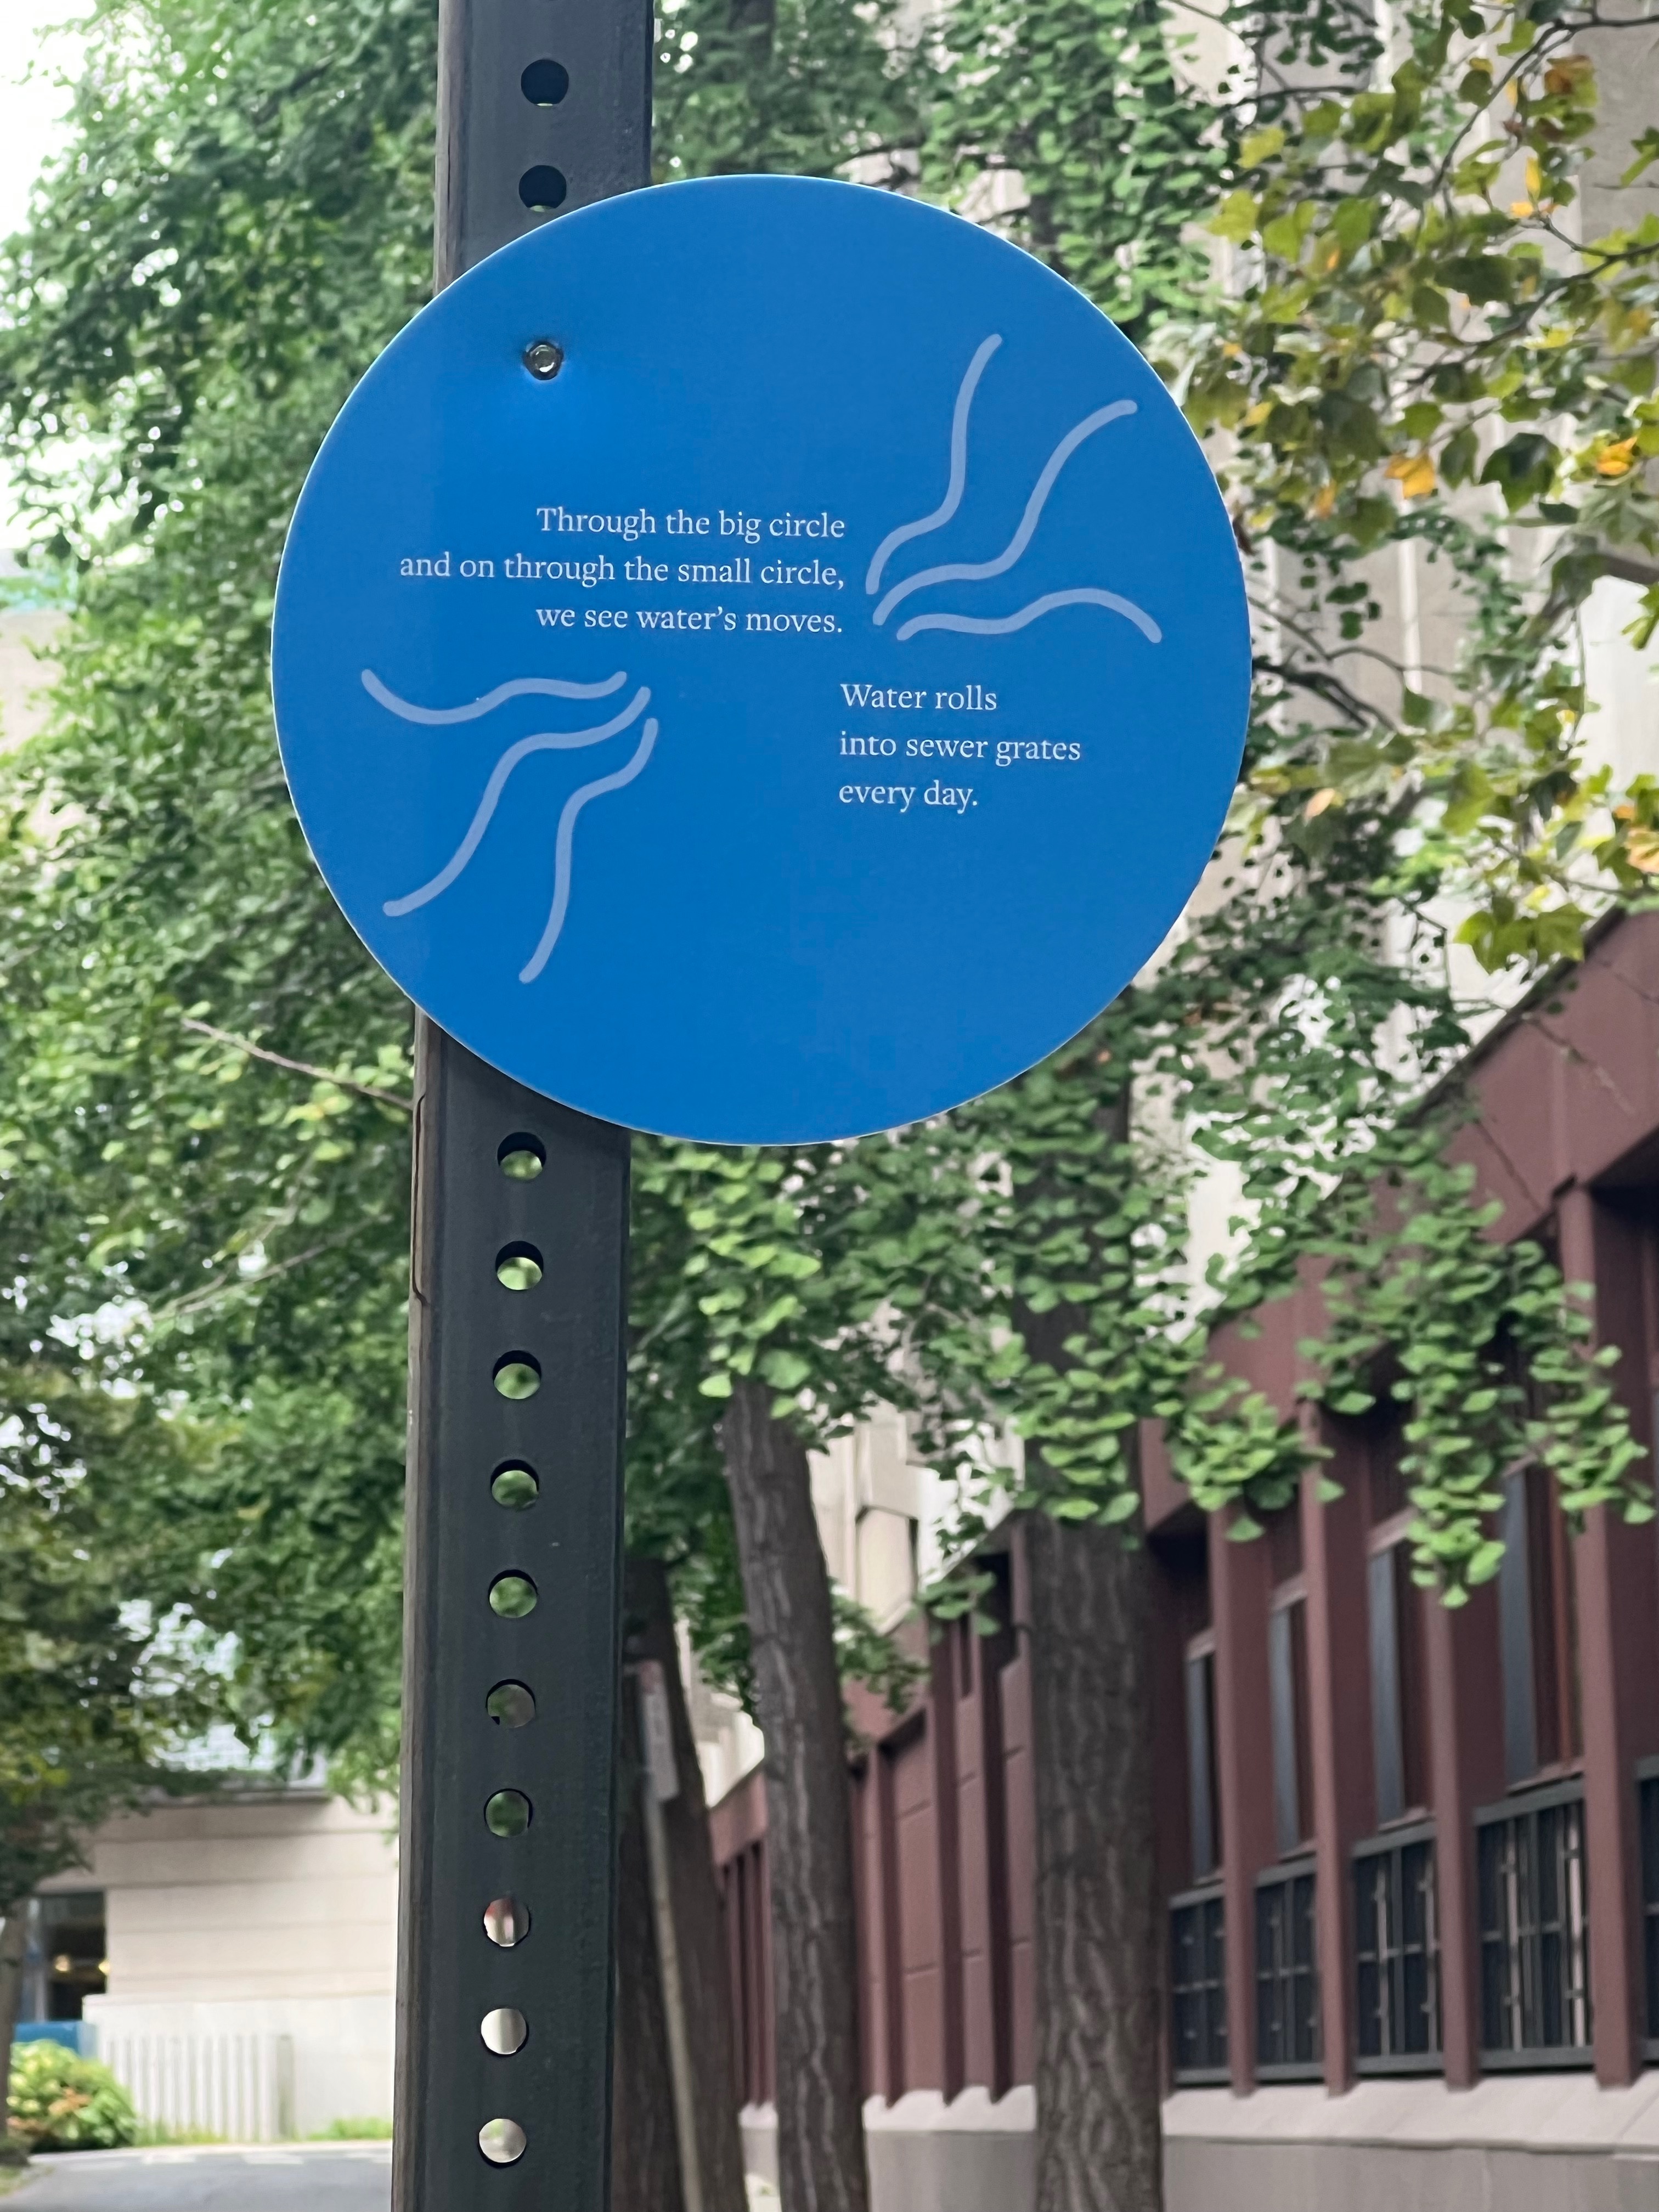 Through the big circle
and on through the small circle,
we see water’s moves.
Water rolls
into sewer grates
every day.